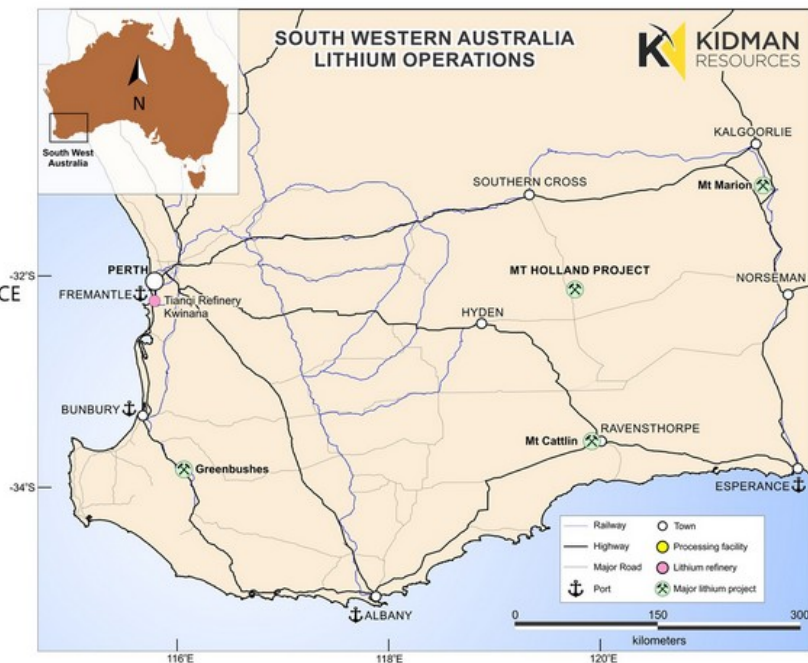 SOUTH WESTERN AUSTRALIA
LITHIUM OPERATIONS
KIDMAN
RESOURCES
N
South West
Australia
KALGOORLIE
SOUTHERN CROSS
Mt Marion
PERTH
MT HOLLAND PROJECT
-32°S
NORSEMAN
CE
FREMANTLE
Tianqi Refinery
Kwinana
HYDEN
BUNBURY
RAVENSTHORPE
Mt Cattlin
Greenbushes
-34°S
ESPERANCE
Railway
Town
Highway
Processing facility
Major Road
Lithium refinery
Port
Major lithium project
ALBANY
0 150 300
kilometers
116°E
118°E
120°E